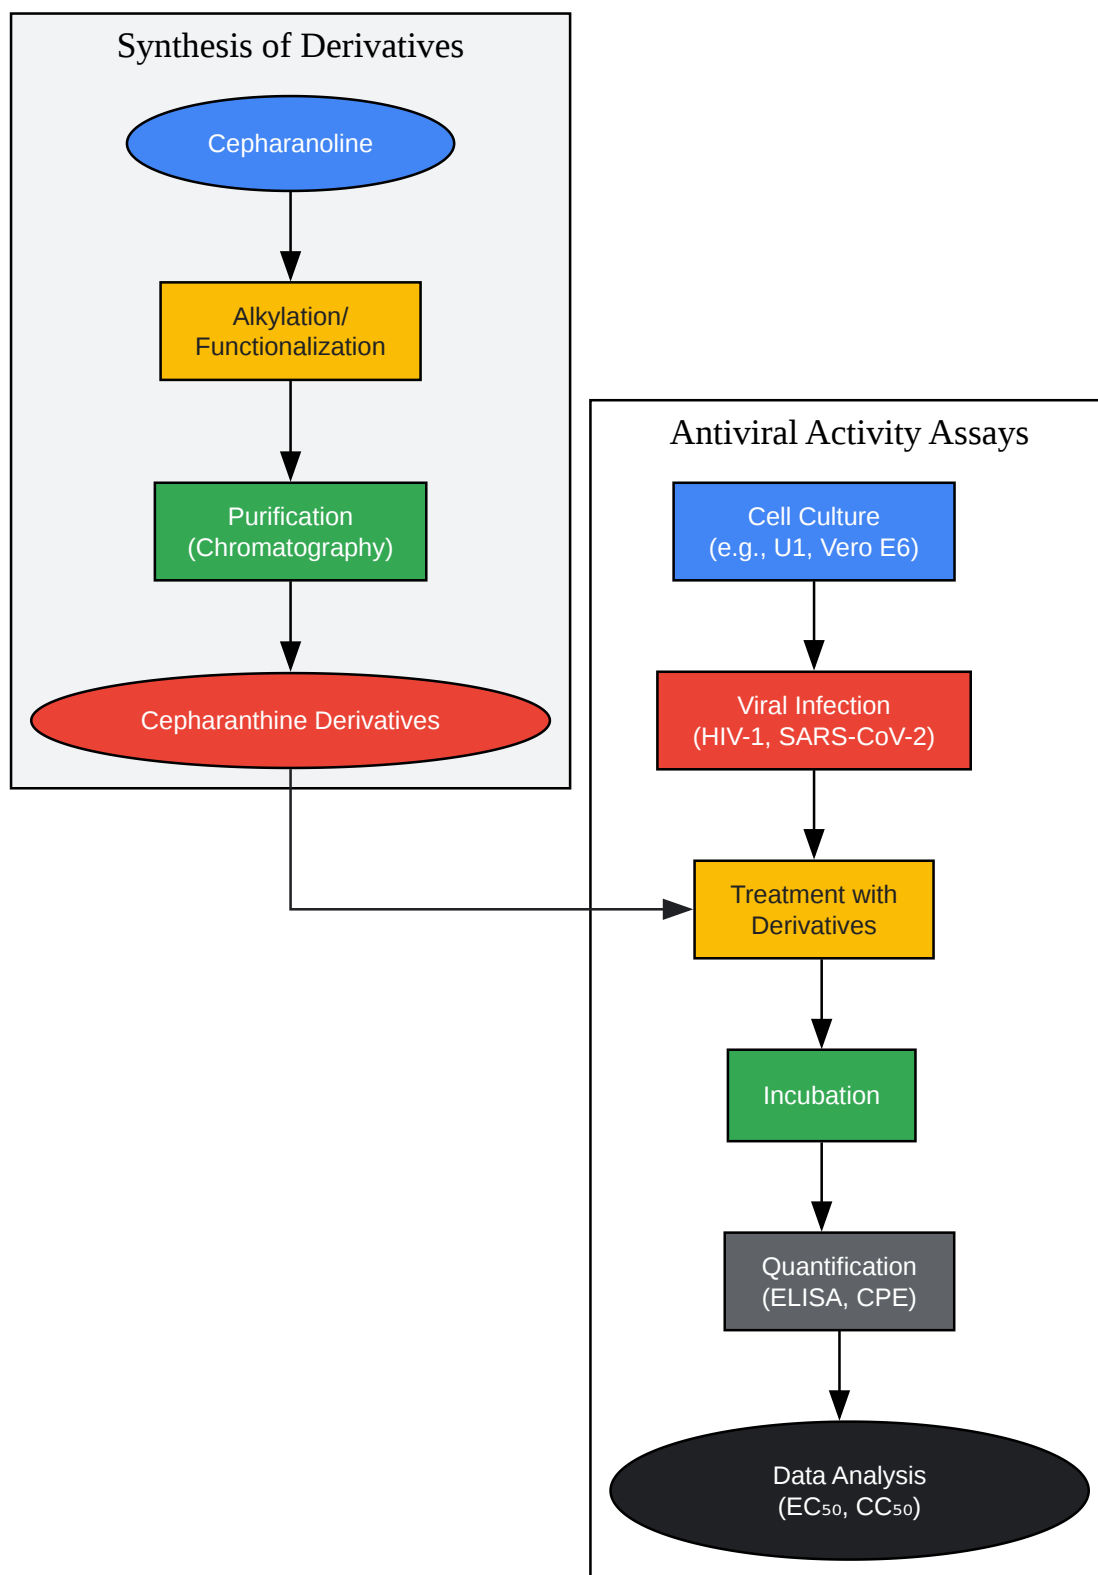 Synthesis of Derivatives
Cepharanoline
Alkylation/
Functionalization
Purification
(Chromatography)
Cepharanthine Derivatives
Antiviral Activity Assays
Cell Culture
(e.g., U1, Vero E6)
Viral Infection
(HIV-1, SARS-CoV-2)
Treatment with
Derivatives
Incubation
Quantification
(ELISA, CPE)
Data Analysis
(EC₅₀, CC₅₀)